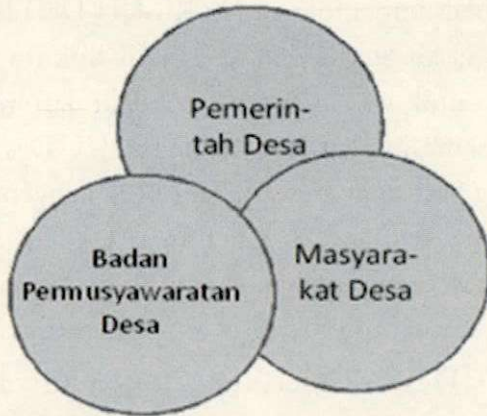 Pemerin-
tah Desa
Badan
Permusyawaratan
Desa
Masyara-
kat Desa